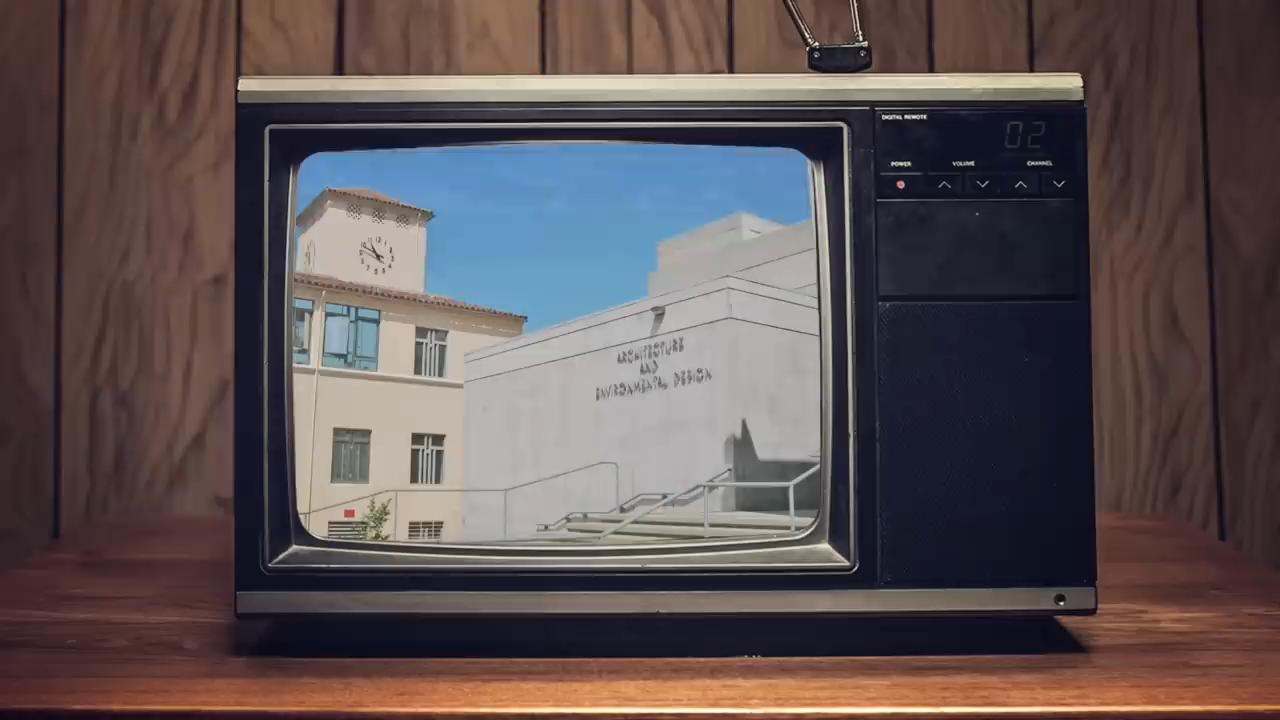 DIGITAL REMOTE
02
POWER
VOLUME
CHANNEL
ARCHITECTURE
AND
ENVIRONMENTAL DESIGN